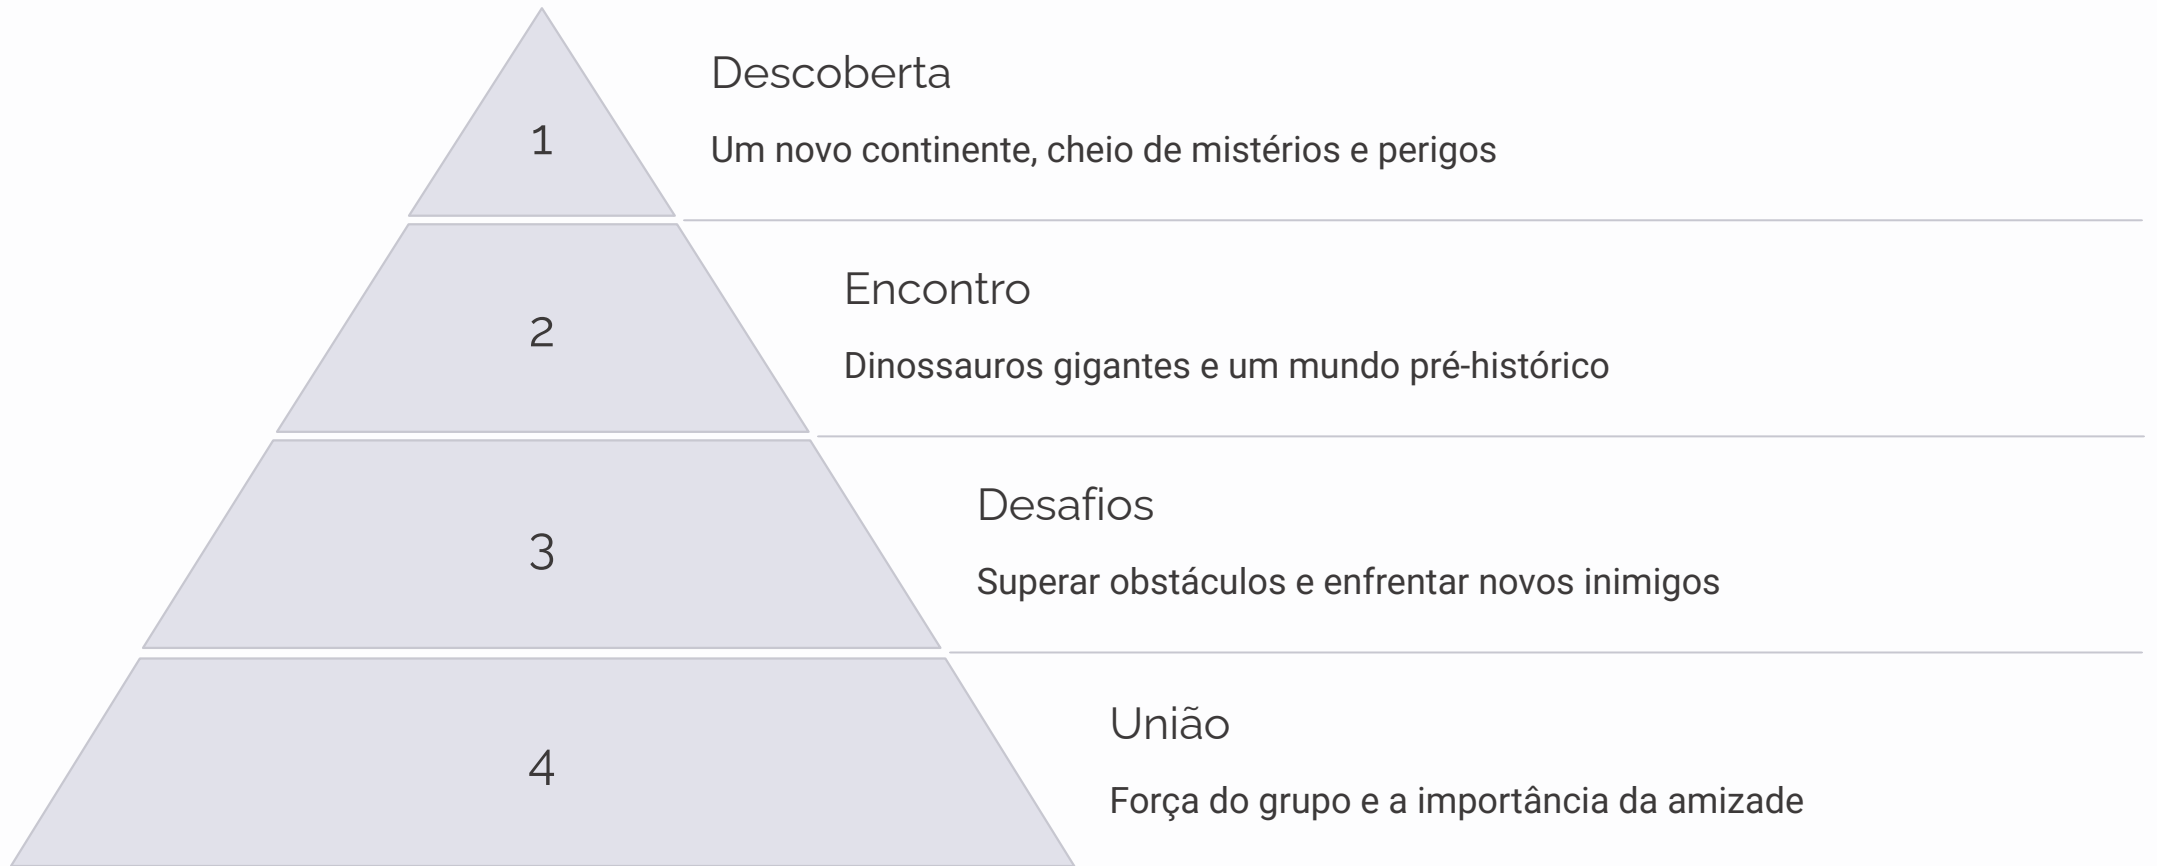 1
Descoberta
Um novo continente, cheio de mistérios e perigos
2
Encontro
Dinossauros gigantes e um mundo pré-histórico
3
Desafios
Superar obstáculos e enfrentar novos inimigos
4
União
Força do grupo e a importância da amizade